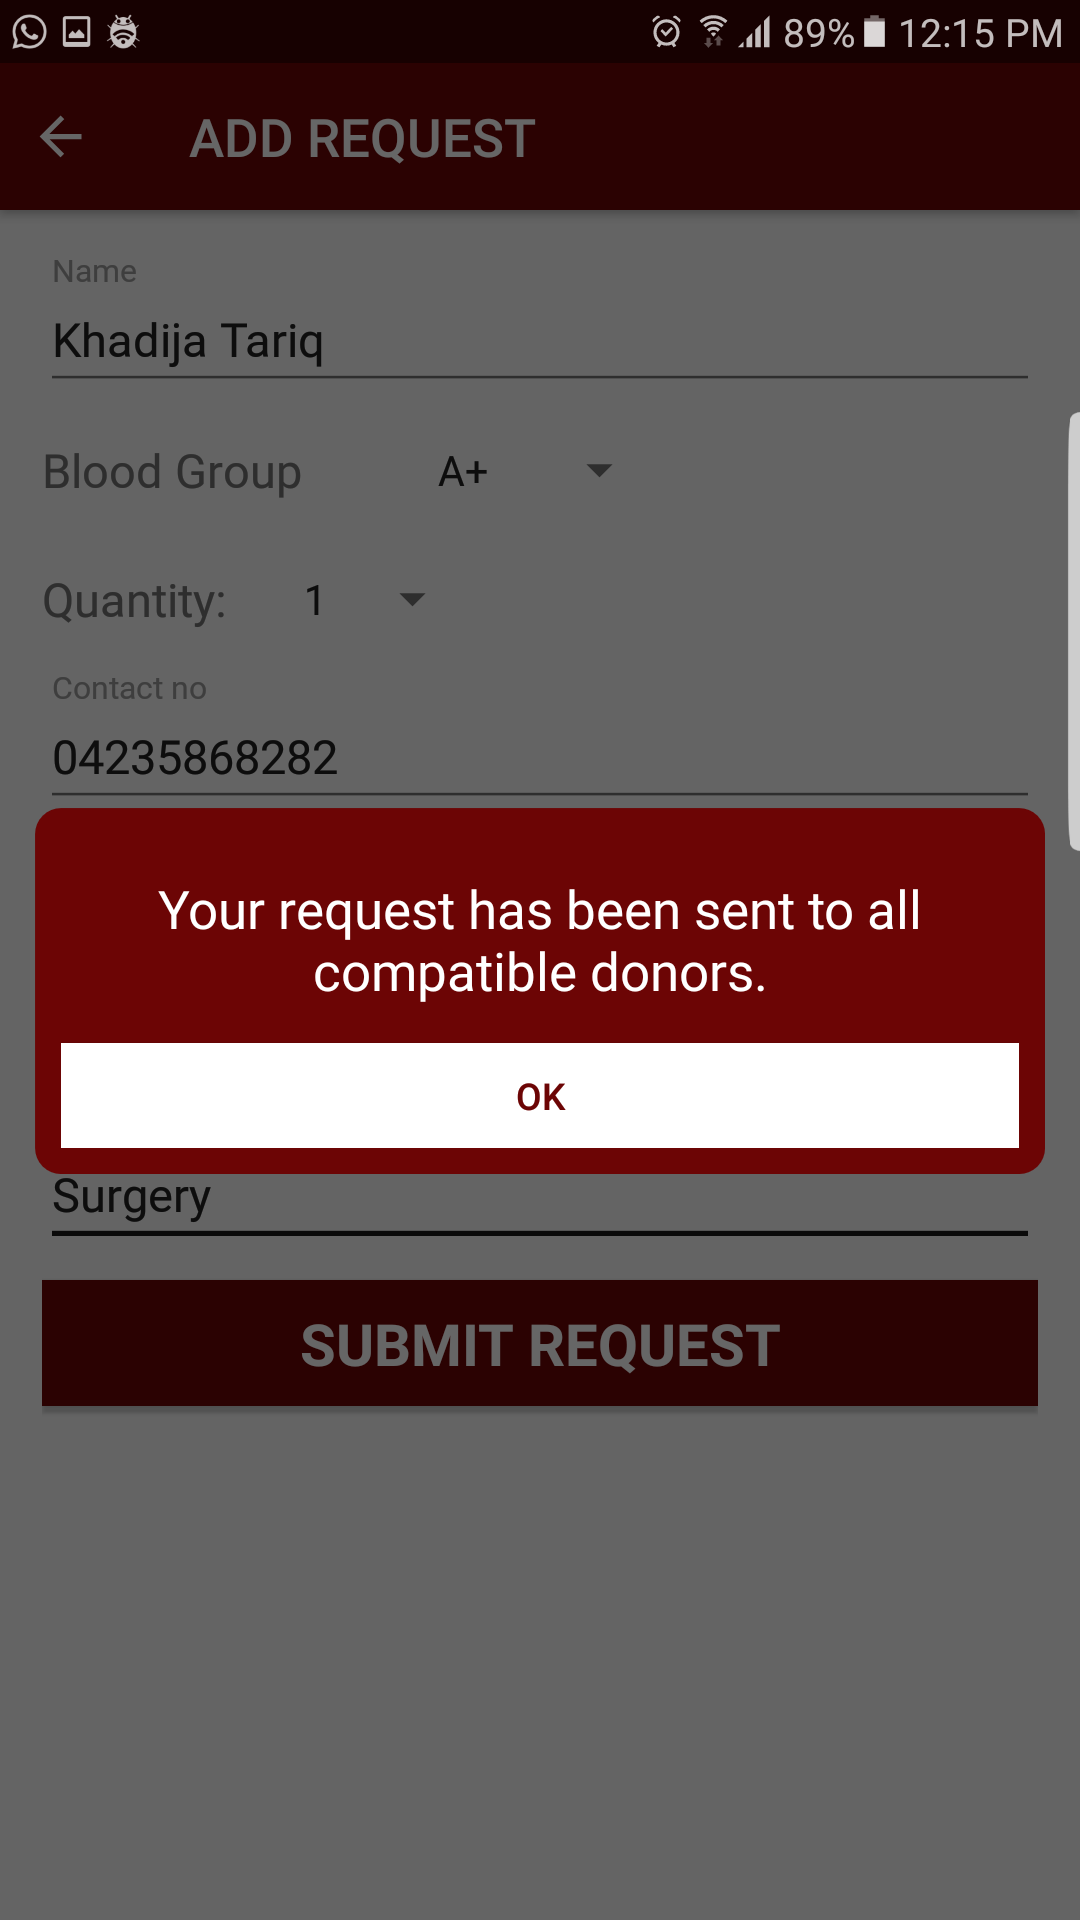 89% 12:15 PM
ADD REQUEST
Name
Khadija Tariq
Blood Group A+
Quantity: 1
Contact no
04235868282
Your request has been sent to all
compatible donors.
OK
Surgery
SUBMIT REQUEST